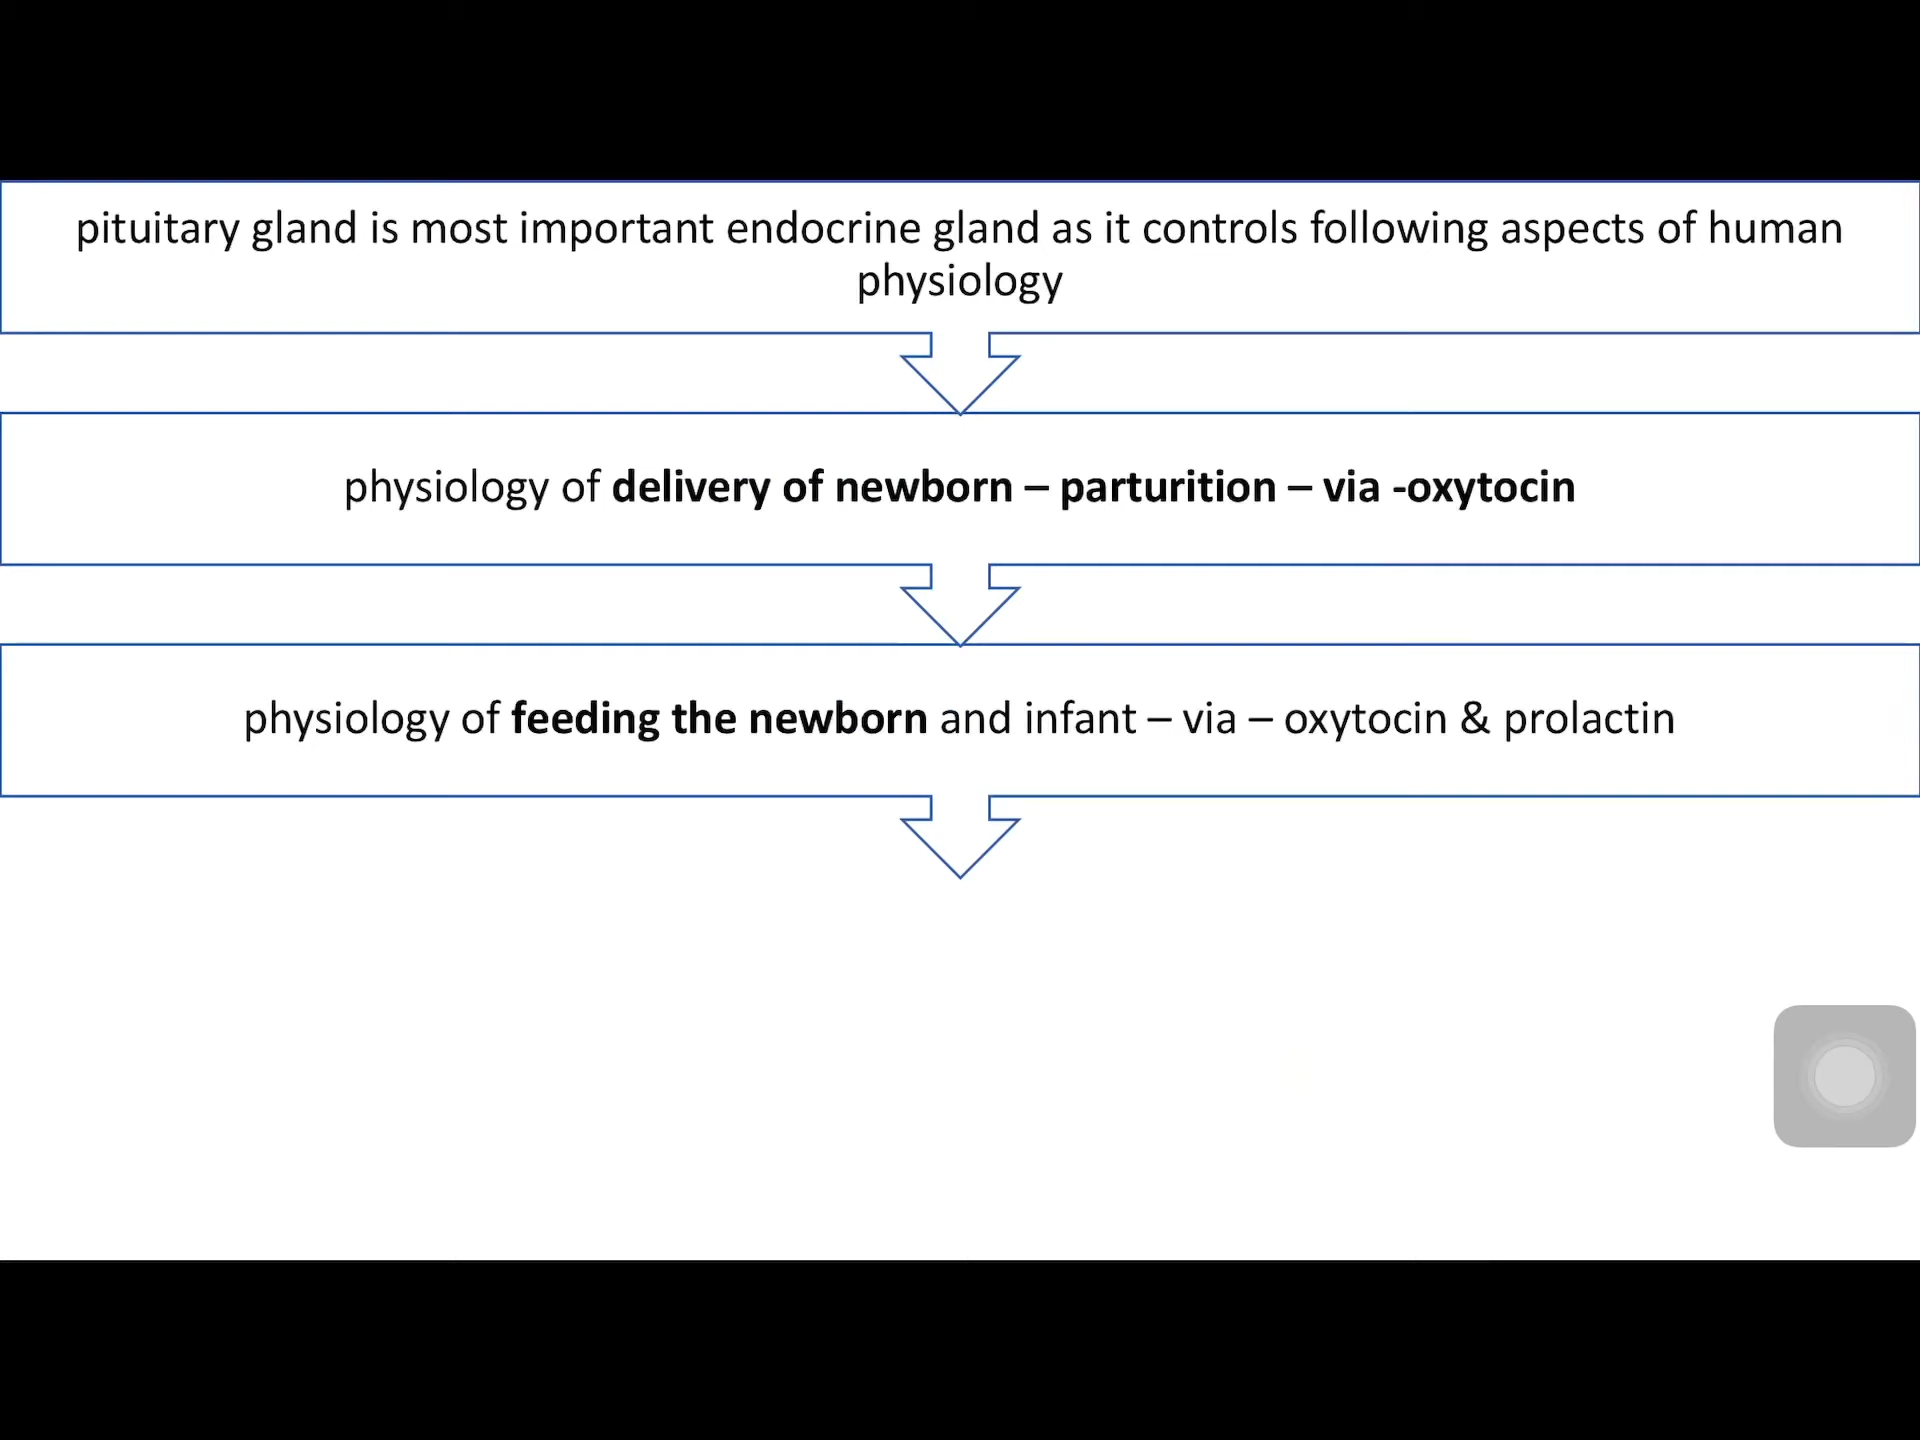 pituitary gland is most important endocrine gland as it controls following aspects of human
physiology
physiology of delivery of newborn – parturition – via -oxytocin
physiology of feeding the newborn and infant – via – oxytocin & prolactin